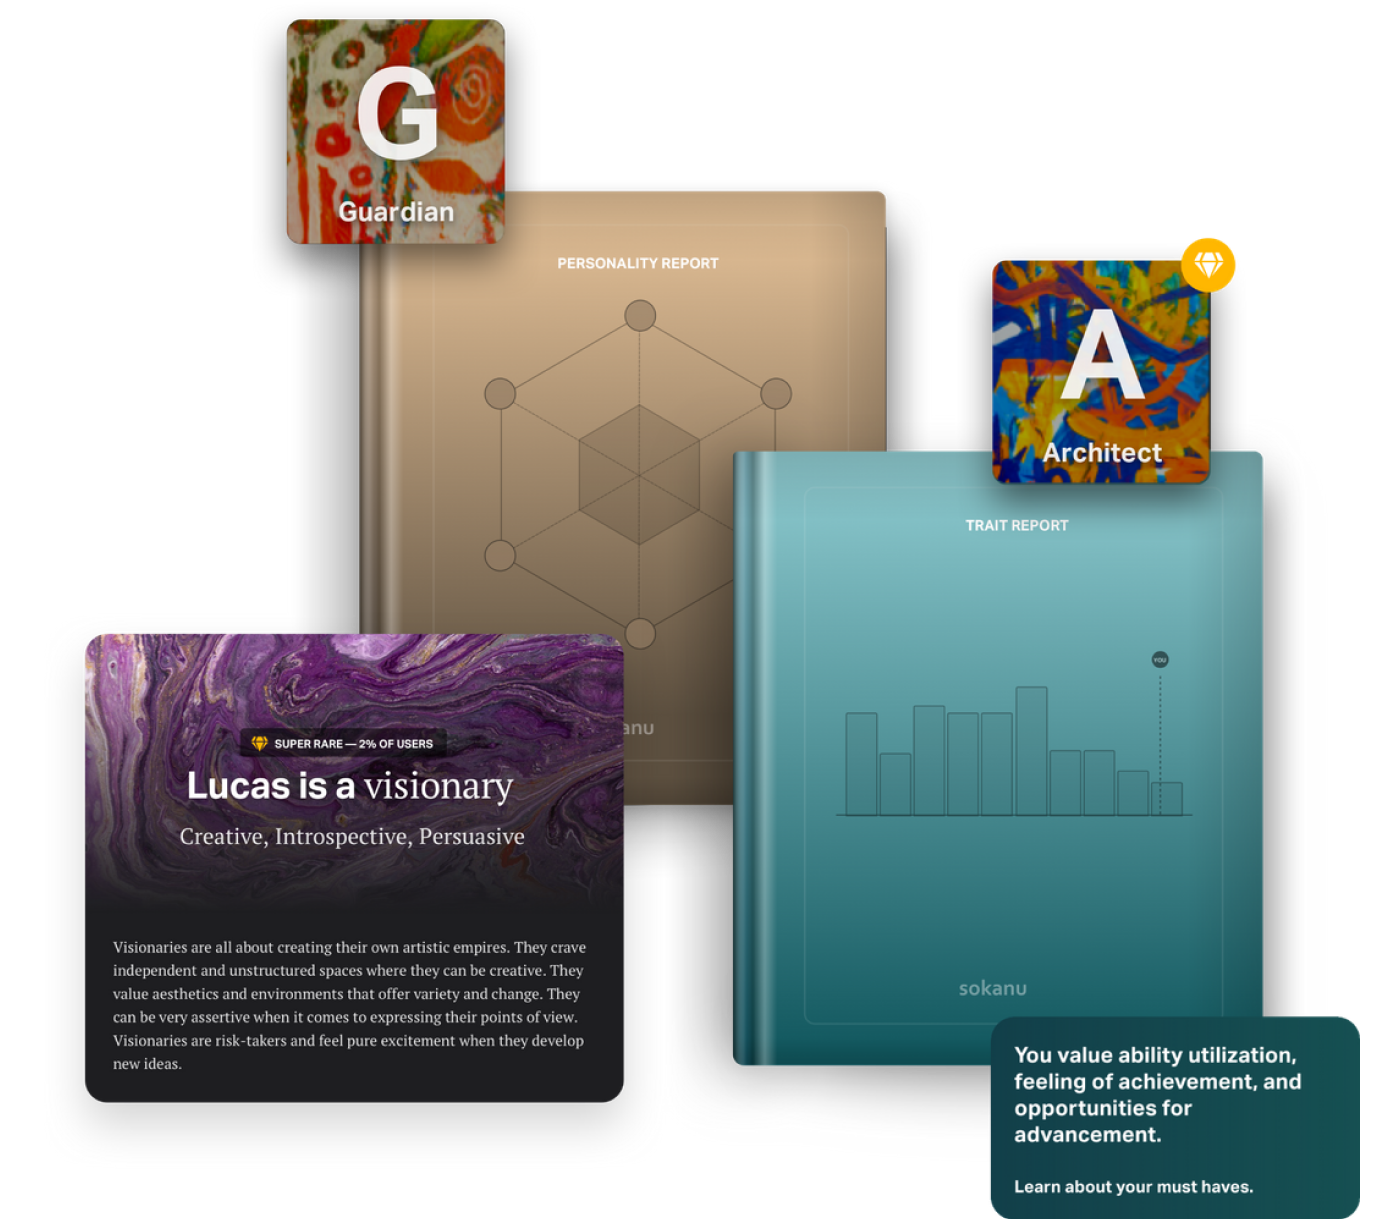 G
Guardian
PERSONALITY REPORT
A
Architect
TRAIT REPORT
YOU
anu
SUPER RARE — 2% OF USERS
Lucas is a visionary
Creative, Introspective, Persuasive
Visionaries are all about creating their own artistic empires. They crave
independent and unstructured spaces where they can be creative. They
value aesthetics and environments that offer variety and change. They
can be very assertive when it comes to expressing their points of view.
Visionaries are risk-takers and feel pure excitement when they develop
new ideas.
sokanu
You value ability utilization,
feeling of achievement, and
opportunities for
advancement.
Learn about your must haves.